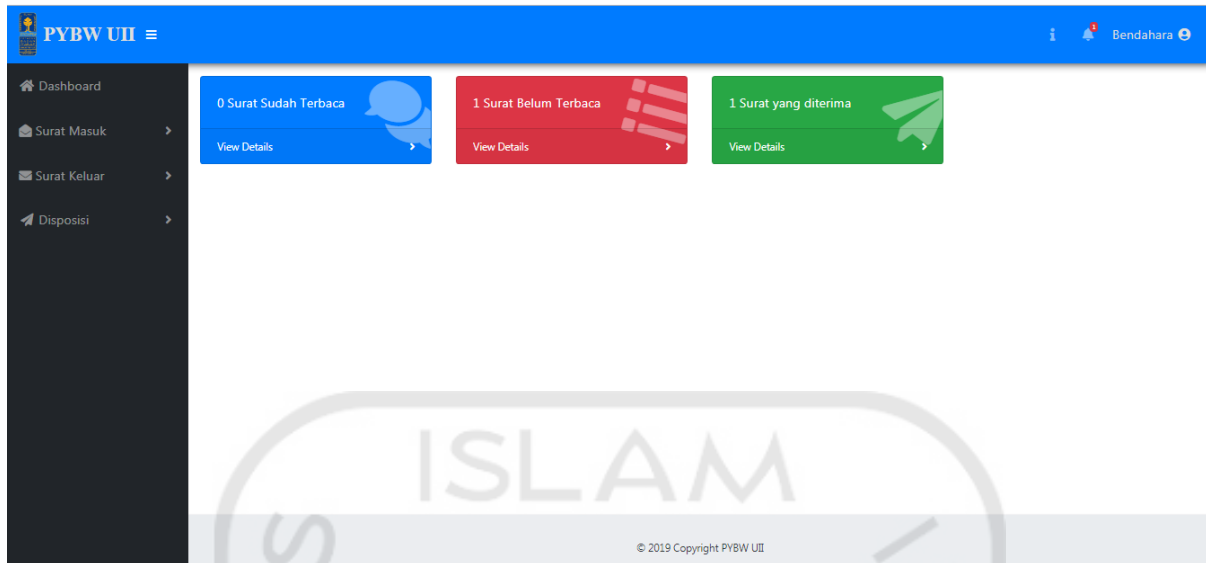 PYBW UII
1
Bendahara
Dashboard
Surat Masuk
Surat Keluar
Disposisi
0 Surat Sudah Terbaca
View Details
1 Surat Belum Terbaca
View Details
1 Surat yang diterima
View Details
ISLAM
S
© 2019 Copyright PYBW UII